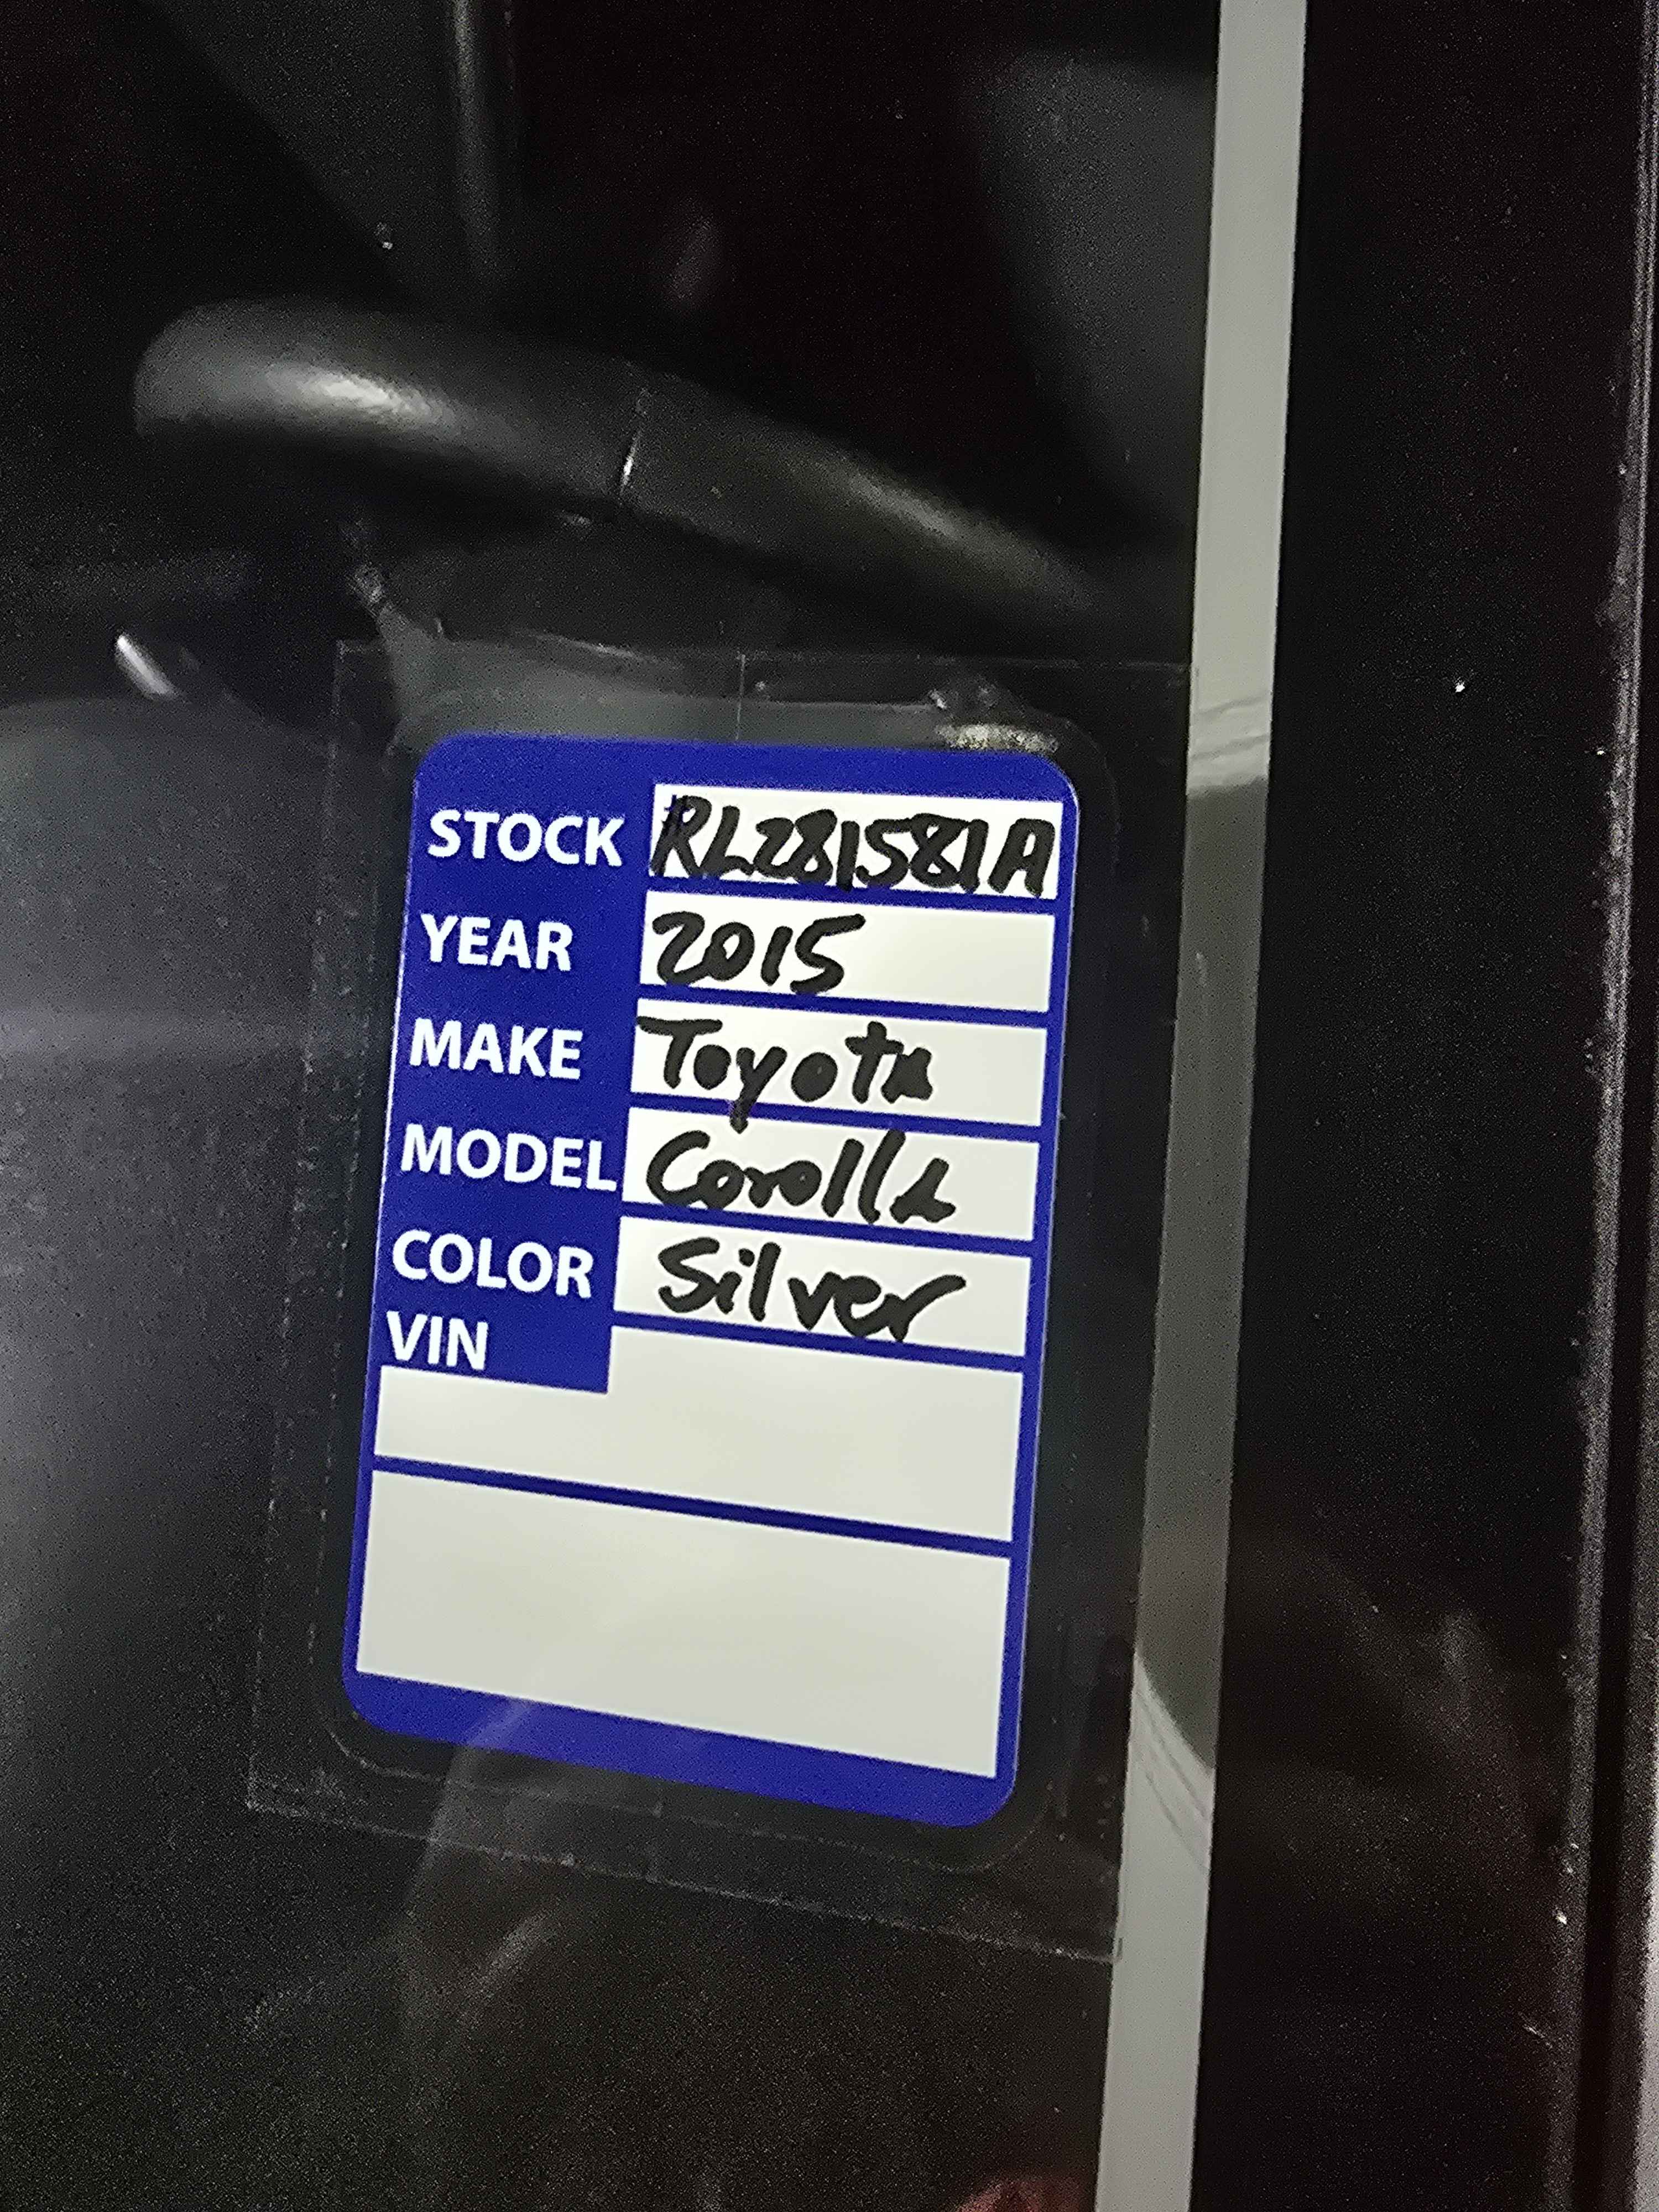 STOCK RL281581A
YEAR 2015
MAKE Toyota
MODEL Corolla
COLOR Silver
VIN